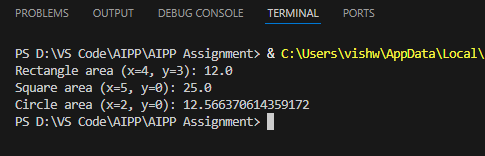 PROBLEMS OUTPUT DEBUG CONSOLE TERMINAL PORTS
PS D:\VS Code\AIPP\AIPP Assignment> & C:\Users\vishw\AppData\Local\
Rectangle area (x=4, y=3): 12.0
Square area (x=5, y=0): 25.0
Circle area (x=2, y=0): 12.566370614359172
PS D:\VS Code\AIPP\AIPP Assignment>